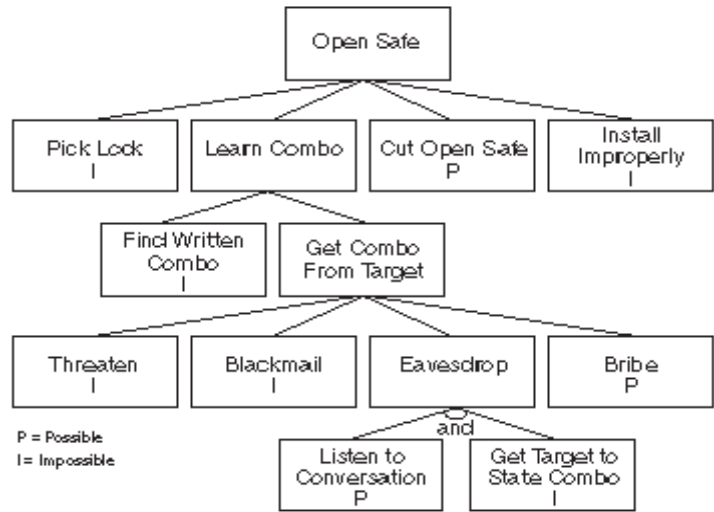 Open Safe
Pick Lock
I
Learn Combo
Cut Open Safe
P
Install
Improperly
I
Find Written
Combo
I
Get Combo
From Target
Threaten
I
Blackmail
I
Eavesdrop
Bribe
P
and
P = Possible
I = Impossible
Listen to
Conversation
P
Get Target to
State Combo
I